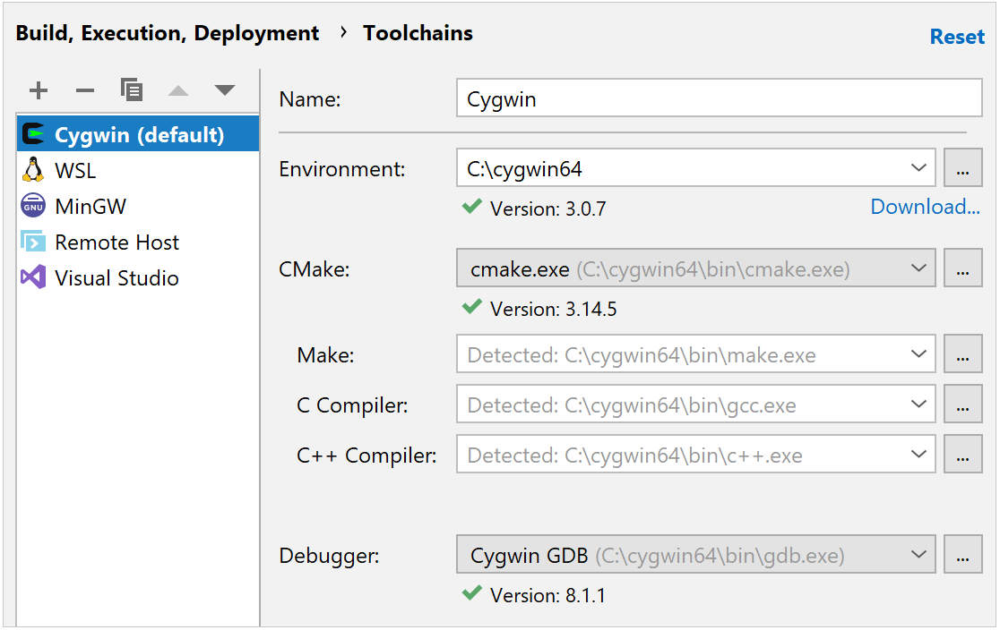 Build, Execution, Deployment › Toolchains
Reset
Cygwin (default)
WSL
GNU
MinGW
Remote Host
Visual Studio
Name: Cygwin
Environment: C:\cygwin64 ...
Version: 3.0.7 Download...
CMake: cmake.exe (C:\cygwin64\bin\cmake.exe) ...
Version: 3.14.5
Make: Detected: C:\cygwin64\bin\make.exe ...
C Compiler: Detected: C:\cygwin64\bin\gcc.exe ...
C++ Compiler: Detected: C:\cygwin64\bin\c++.exe ...
Debugger: Cygwin GDB (C:\cygwin64\bin\gdb.exe) ...
Version: 8.1.1